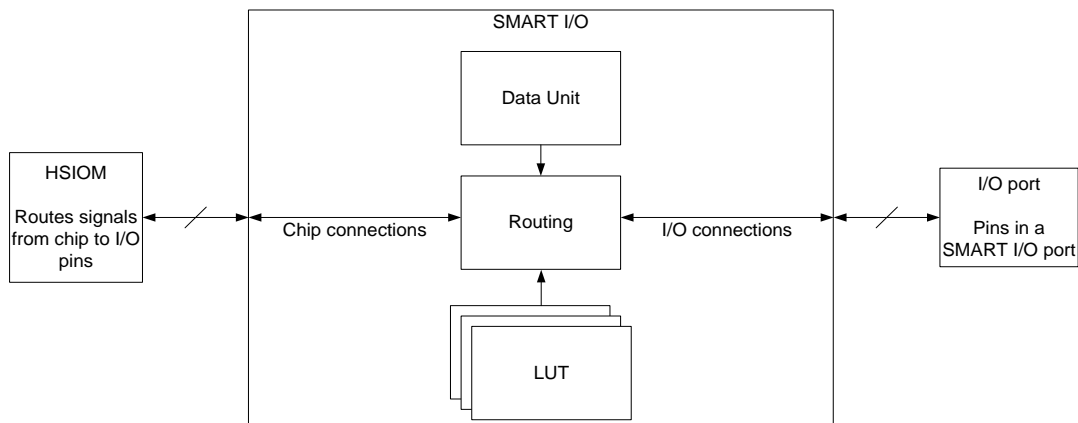 SMART I/O
Data Unit
HSIOM
Routes signals
from chip to I/O
pins
Chip connections
Routing
I/O connections
I/O port
Pins in a
SMART I/O port
LUT